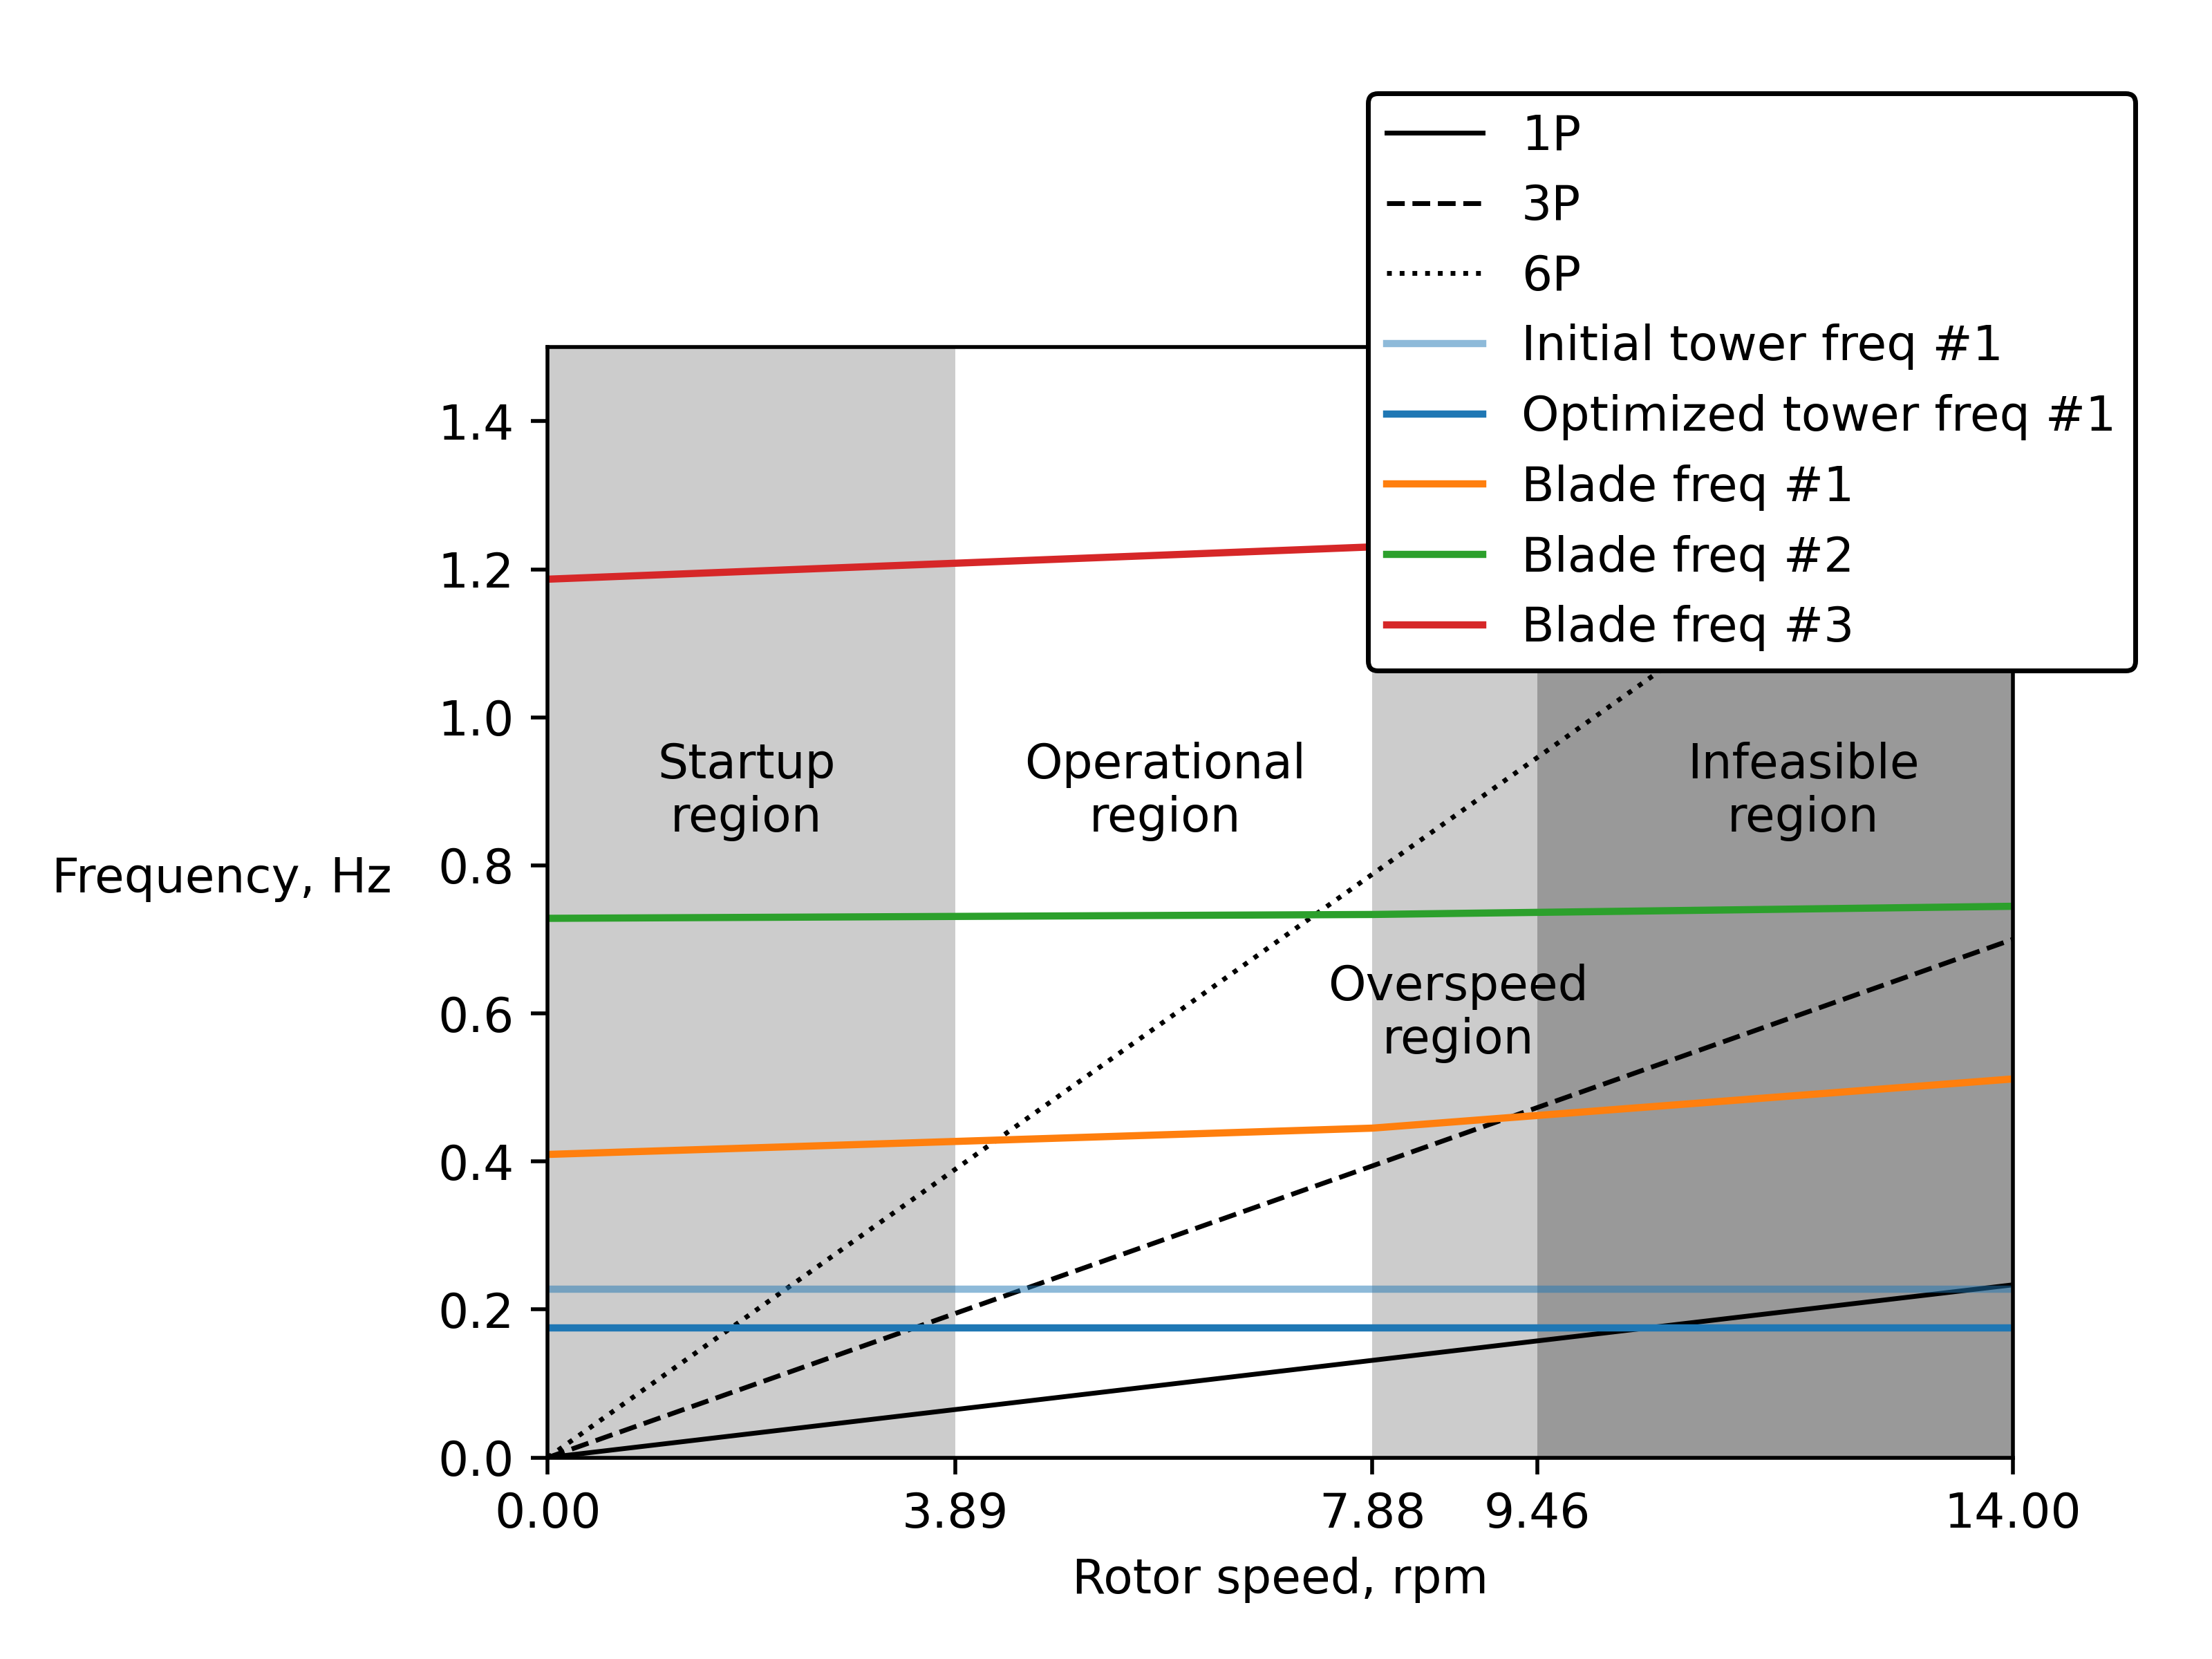 1P
3P
6P
Initial tower freq #1
Optimized tower freq #1
Blade freq #1
Blade freq #2
Blade freq #3
1.4
1.2
1.0
0.8
0.6
0.4
0.2
0.0
Frequency, Hz
Startup
region
Operational
region
Infeasible
region
Overspeed
region
0.00
3.89
7.88
9.46
14.00
Rotor speed, rpm